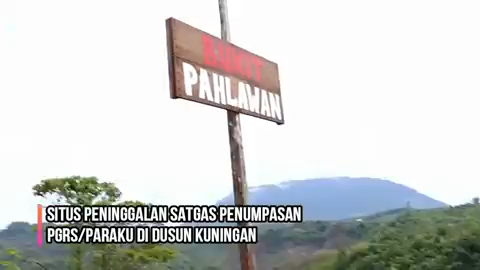 BUKIT
PAHLAWAN
SITUS PENINGGALAN SATGAS PENUMPASAN
PGRS/PARAKU DI DUSUN KUNINGAN